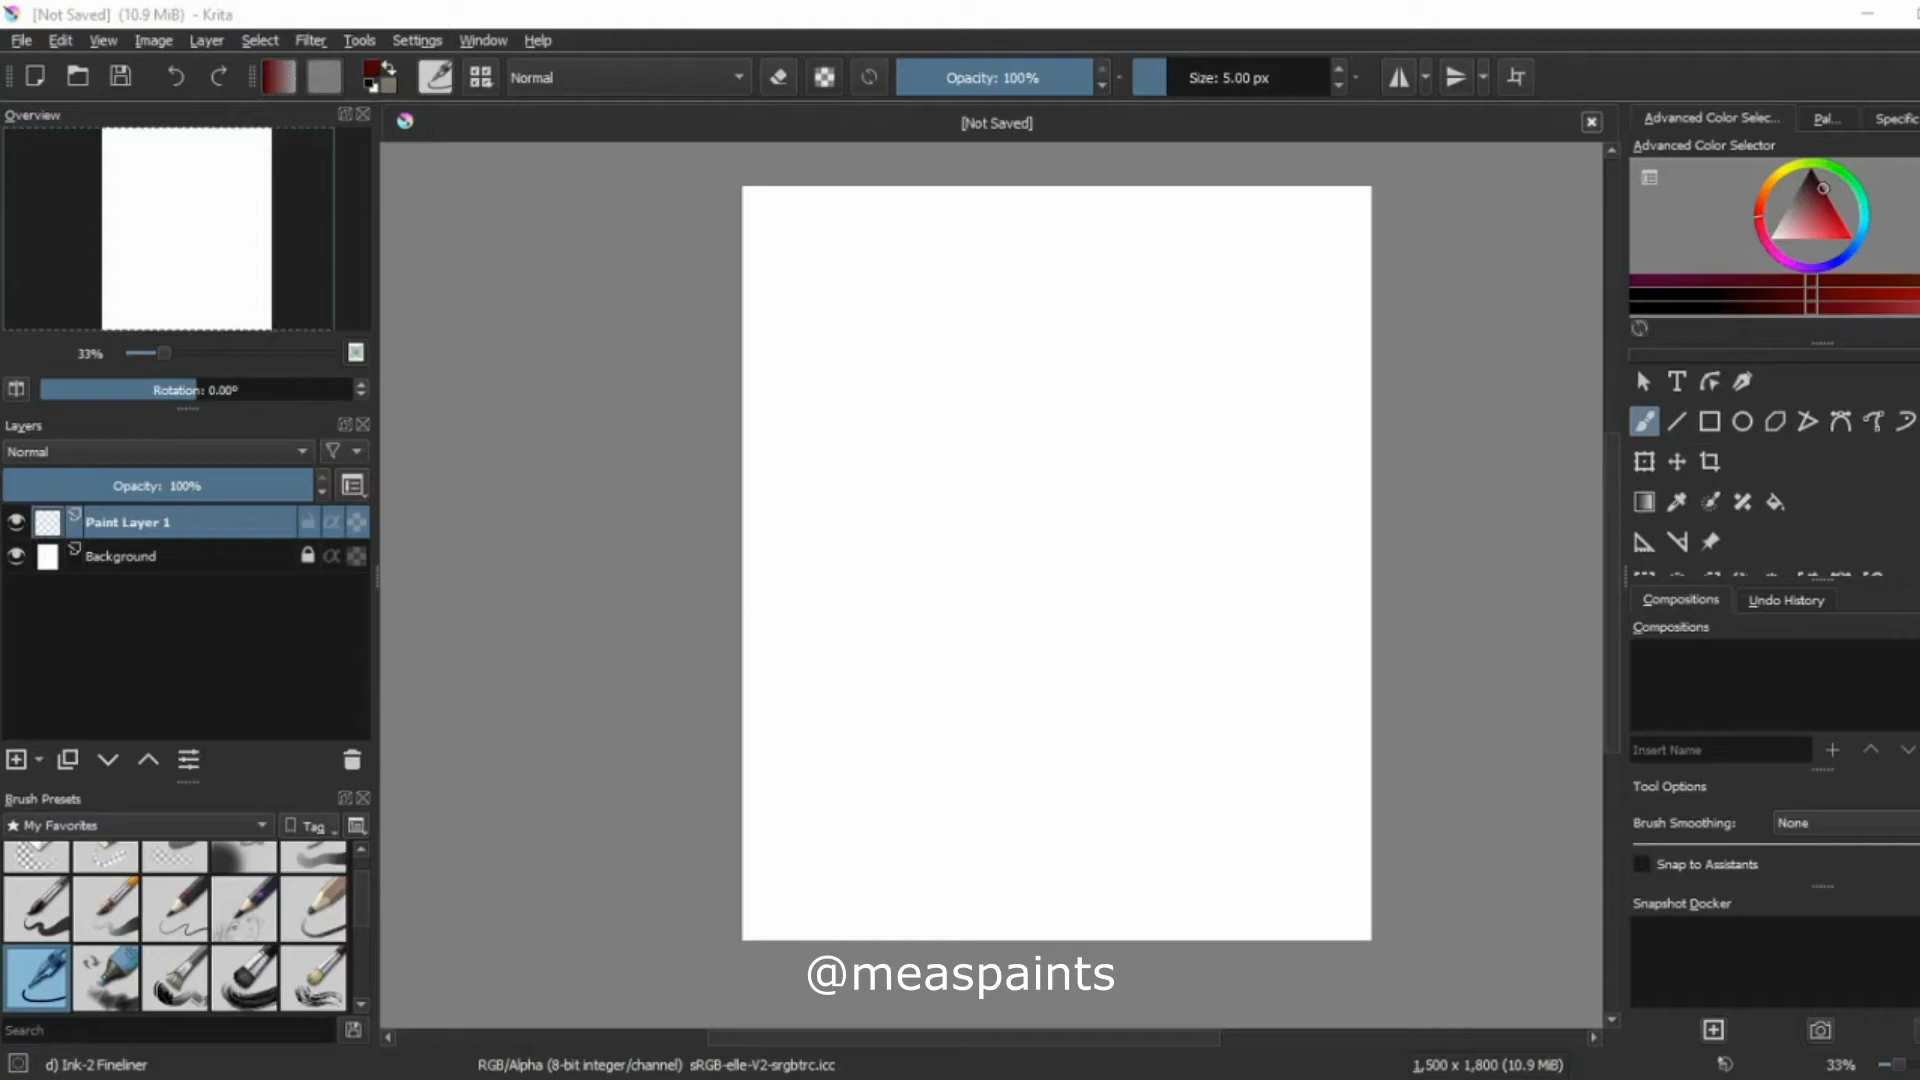 [Not Saved] (10.9 MiB) - Krita
File Edit View Image Layer Select Filter Tools Settings Window Help
Normal
Opacity: 100%
Size: 5.00 px
Overview
[Not Saved]
33%
Rotation: 0.00°
Layers
Normal
Opacity: 100%
Paint Layer 1
Background
Brush Presets
My Favorites
Tag
Search
d) Ink-2 Fineliner
@measpaints
RGB/Alpha (8-bit integer/channel) sRGB-elle-V2-srgbtrc.icc
1,500 x 1,800 (10.9 MiB)
33%
Advanced Color Selec... Pal... Specific
Advanced Color Selector
Compositions Undo History
Compositions
Insert Name
Tool Options
Brush Smoothing: None
Snap to Assistants
Snapshot Docker